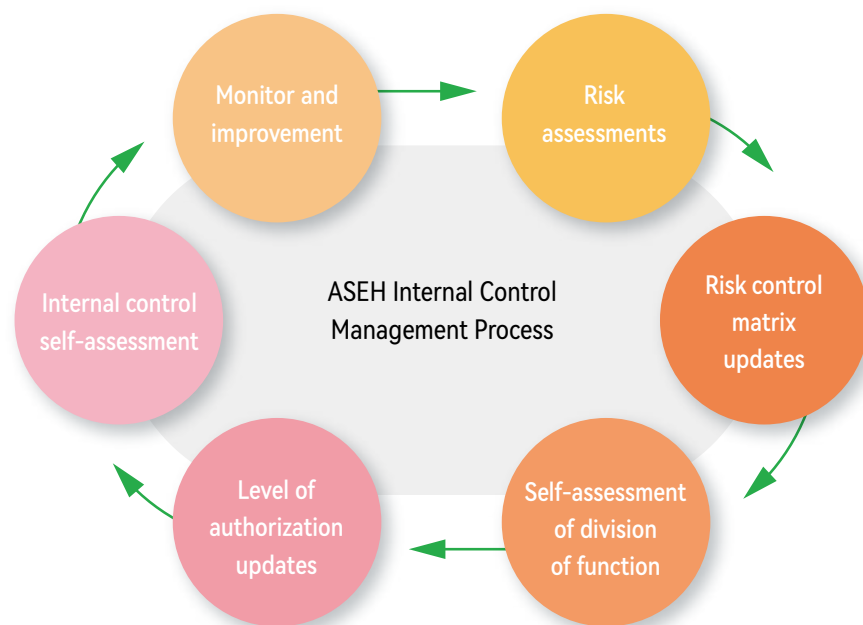 Monitor and
improvement
Risk
assessments
Risk control
matrix
updates
Self-assessment
of division
of function
Level of
authorization
updates
Internal control
self-assessment
ASEH Internal Control
Management Process